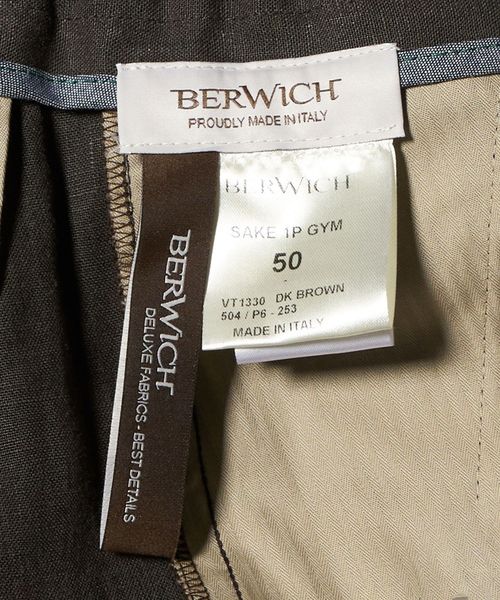 BERWICH
PROUDLY MADE IN ITALY
BERWICH
SAKE 1P GYM
50
VT1330 DK BROWN
504 / P6 - 253
MADE IN ITALY
BERWICH
DELUXE FABRICS - BEST DETAILS